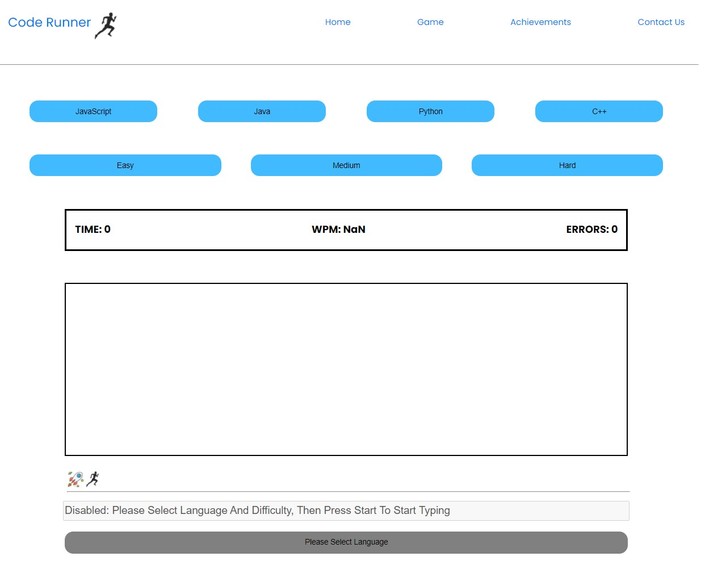 Code Runner
Home Game Achievements Contact Us
JavaScript Java Python C++
Easy Medium Hard
TIME: 0 WPM: NaN ERRORS: 0
Disabled: Please Select Language And Difficulty, Then Press Start To Start Typing
Please Select Language